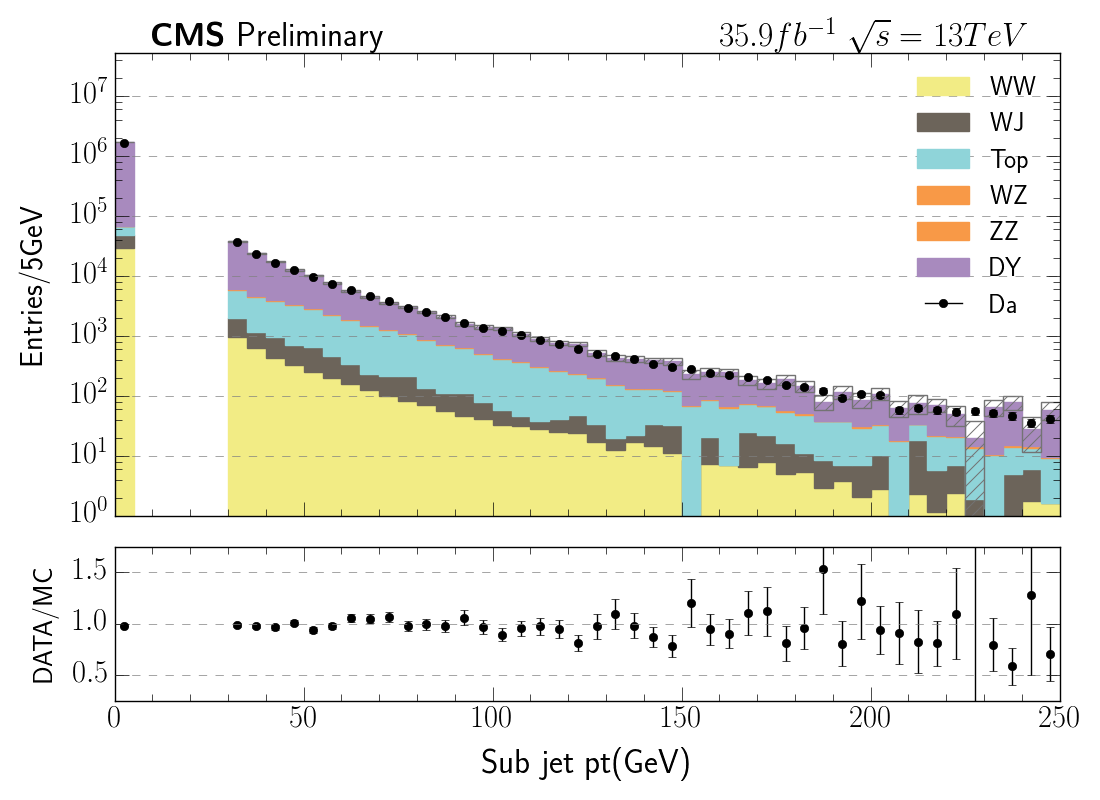 CMS Preliminary 35.9fb⁻¹ √s = 13TeV
10⁷
10⁶
10⁵
10⁴
10³
10²
10¹
10⁰
Entries/5GeV
WW
WJ
Top
WZ
ZZ
DY
Da
1.5
1.0
0.5
DATA/MC
0 50 100 150 200 250
Sub jet pt(GeV)